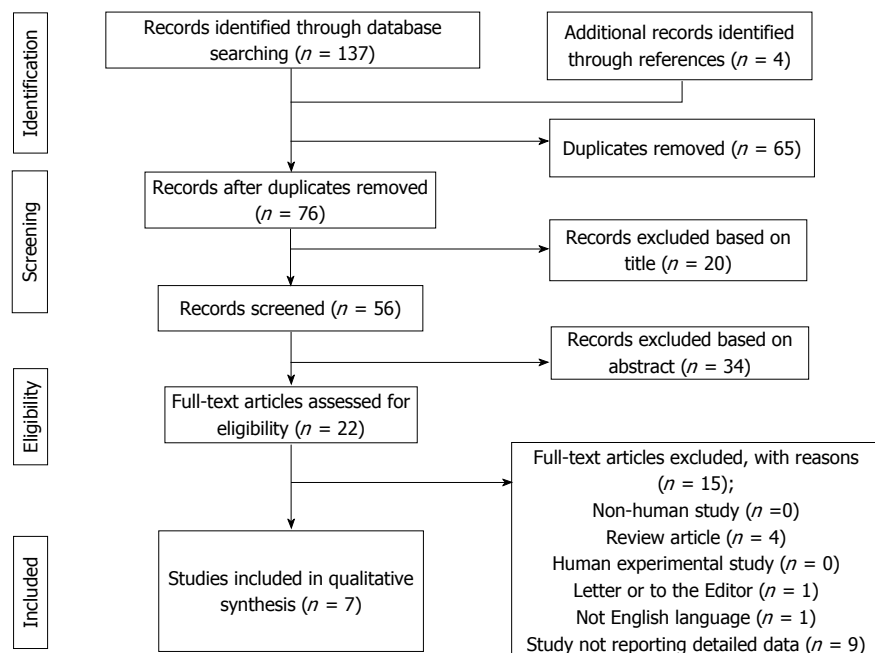 Identification
Records identified through database
searching (n = 137)
Additional records identified
through references (n = 4)
Duplicates removed (n = 65)
Screening
Records after duplicates removed
(n = 76)
Records excluded based on
title (n = 20)
Records screened (n = 56)
Records excluded based on
abstract (n = 34)
Eligibility
Full-text articles assessed for
eligibility (n = 22)
Full-text articles excluded, with reasons
(n = 15);
Non-human study (n =0)
Review article (n = 4)
Human experimental study (n = 0)
Letter or to the Editor (n = 1)
Not English language (n = 1)
Study not reporting detailed data (n = 9)
Included
Studies included in qualitative
synthesis (n = 7)